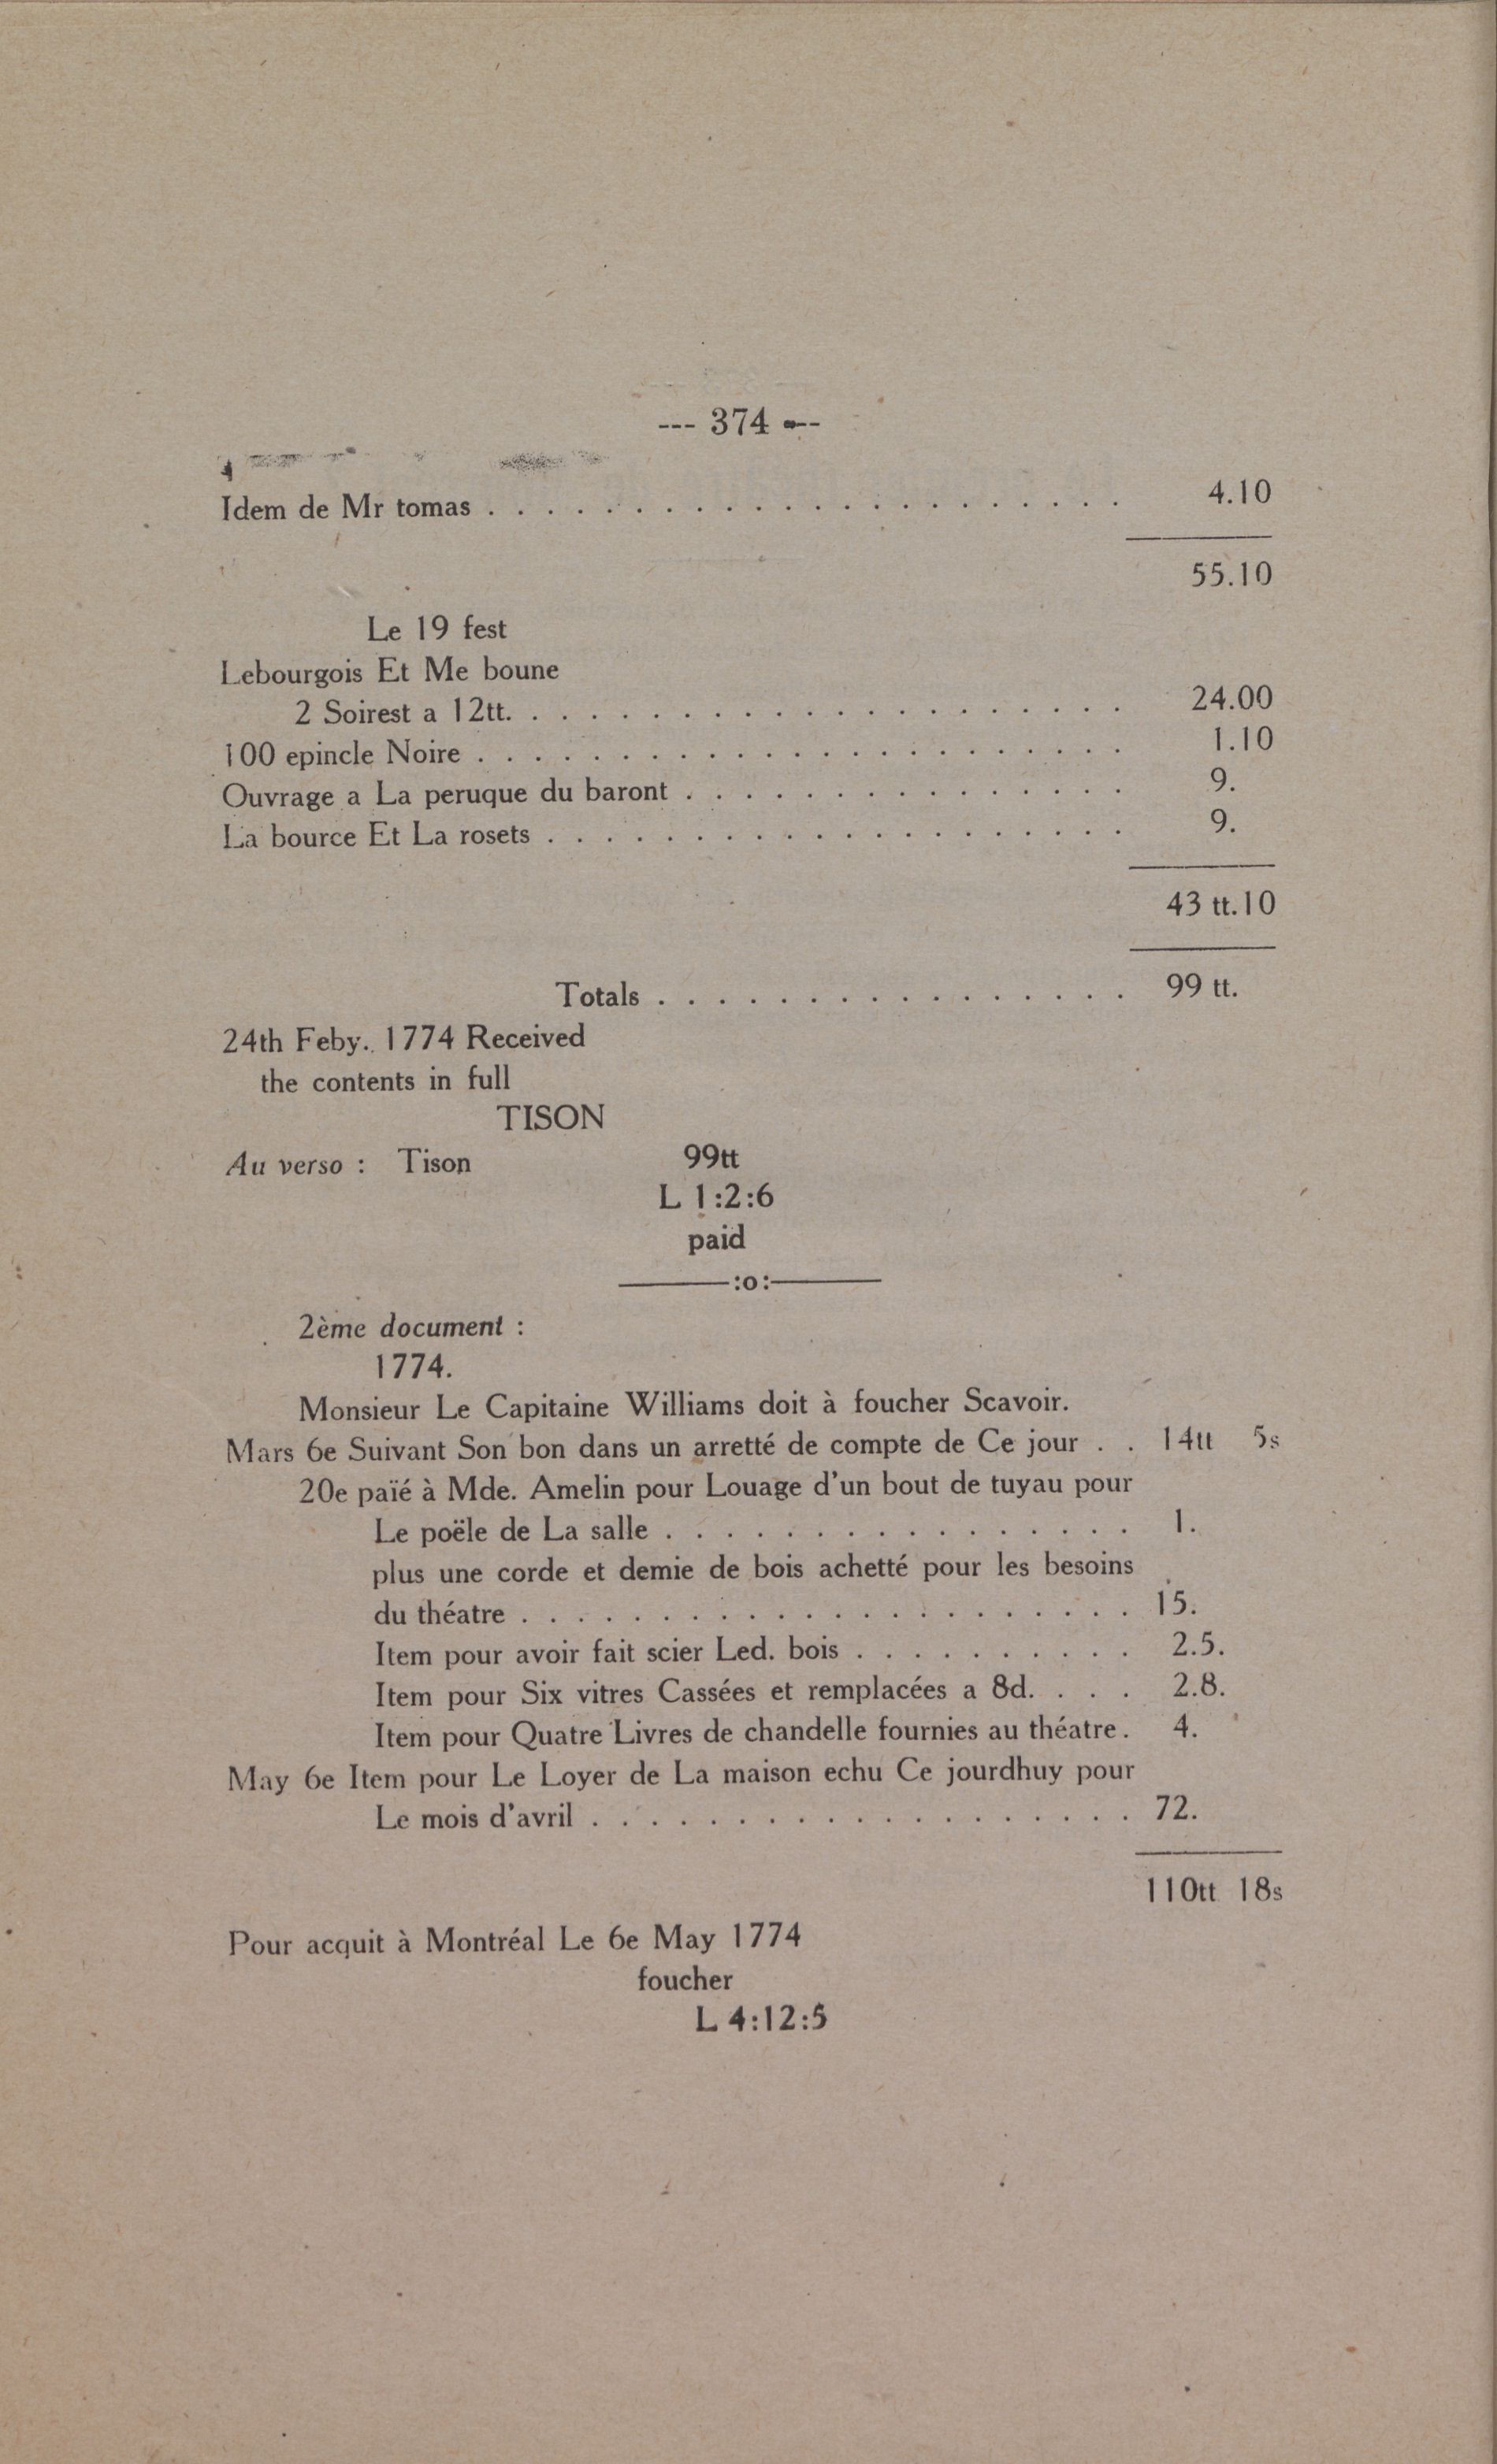 --- 374 ---
Idem de Mr tomas . . . . . . . . . . . . . . . . . . . . . . 4.10
55.10
Le 19 fest
Lebourgois Et Me boune
2 Soirest a 12tt. . . . . . . . . . . . . . . . . . . . . . 24.00
100 epincle Noire . . . . . . . . . . . . . . . . . . . . . . . 1.10
Ouvrage a La peruque du baront . . . . . . . . . . . . . . . . 9.
La bource Et La rosets . . . . . . . . . . . . . . . . . . . . 9.
43 tt.10
Totals . . . . . . . . . . . . . . . . 99 tt.
24th Feby. 1774 Received
the contents in full
TISON
Au verso : Tison 99tt
L 1:2:6
paid
———:o:———
2ème document :
1774.
Monsieur Le Capitaine Williams doit à foucher Scavoir.
Mars 6e Suivant Son bon dans un arretté de compte de Ce jour . . 14tt 5s
20e païé à Mde. Amelin pour Louage d'un bout de tuyau pour
Le poële de La salle . . . . . . . . . . . . . . . . 1.
plus une corde et demie de bois achetté pour les besoins
du théatre . . . . . . . . . . . . . . . . . . . . . . 15.
Item pour avoir fait scier Led. bois . . . . . . . . . . 2.5.
Item pour Six vitres Cassées et remplacées a 8d. . . . 2.8.
Item pour Quatre Livres de chandelle fournies au théatre. 4.
May 6e Item pour Le Loyer de La maison echu Ce jourdhuy pour
Le mois d'avril . . . . . . . . . . . . . . . . . . . 72.
110tt 18s
Pour acquit à Montréal Le 6e May 1774
foucher
L 4:12:5